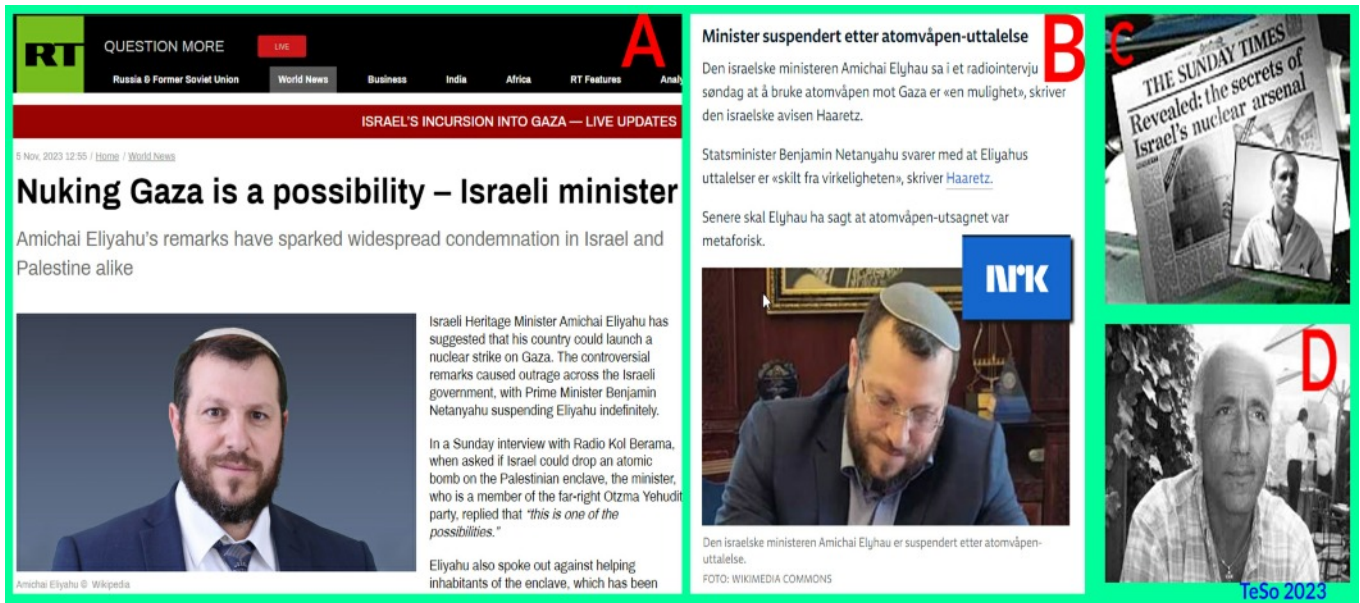 RT
QUESTION MORE
LIVE
Russia & Former Soviet Union World News Business India Africa RT Features Analy
A
ISRAEL'S INCURSION INTO GAZA — LIVE UPDATES
5 Nov, 2023 12:55 / Home / World News
Nuking Gaza is a possibility – Israeli minister
Amichai Eliyahu's remarks have sparked widespread condemnation in Israel and
Palestine alike
Israeli Heritage Minister Amichai Eliyahu has
suggested that his country could launch a
nuclear strike on Gaza. The controversial
remarks caused outrage across the Israeli
government, with Prime Minister Benjamin
Netanyahu suspending Eliyahu indefinitely.
In a Sunday interview with Radio Kol Berama,
when asked if Israel could drop an atomic
bomb on the Palestinian enclave, the minister,
who is a member of the far-right Otzma Yehudit
party, replied that "this is one of the
possibilities."
Eliyahu also spoke out against helping
inhabitants of the enclave, which has been
Amichai Eliyahu © Wikipedia
B
Minister suspendert etter atomvåpen-uttalelse
Den israelske ministeren Amichai Elyhau sa i et radiointervju
søndag at å bruke atomvåpen mot Gaza er «en mulighet», skriver
den israelske avisen Haaretz.
Statsminister Benjamin Netanyahu svarer med at Eliyahus
uttalelser er «skilt fra virkeligheten», skriver Haaretz.
Senere skal Elyhau ha sagt at atomvåpen-utsagnet var
metaforisk.
NRK
Den israelske ministeren Amichai Elyhau er suspendert etter atomvåpen-
uttalelse.
FOTO: WIKIMEDIA COMMONS
C
THE SUNDAY TIMES
Revealed: the secrets of
Israel's nuclear arsenal
D
TeSo 2023